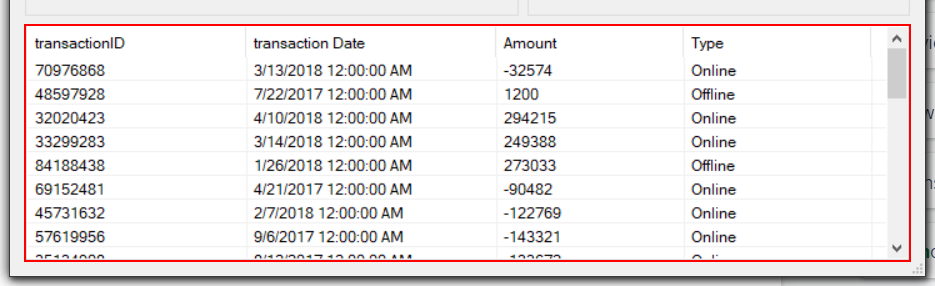 transactionID transaction Date Amount Type
70976868 3/13/2018 12:00:00 AM -32574 Online
48597928 7/22/2017 12:00:00 AM 1200 Offline
32020423 4/10/2018 12:00:00 AM 294215 Online
33299283 3/14/2018 12:00:00 AM 249388 Online
84188438 1/26/2018 12:00:00 AM 273033 Offline
69152481 4/21/2017 12:00:00 AM -90482 Online
45731632 2/7/2018 12:00:00 AM -122769 Online
57619956 9/6/2017 12:00:00 AM -143321 Online
12:00:00 AM